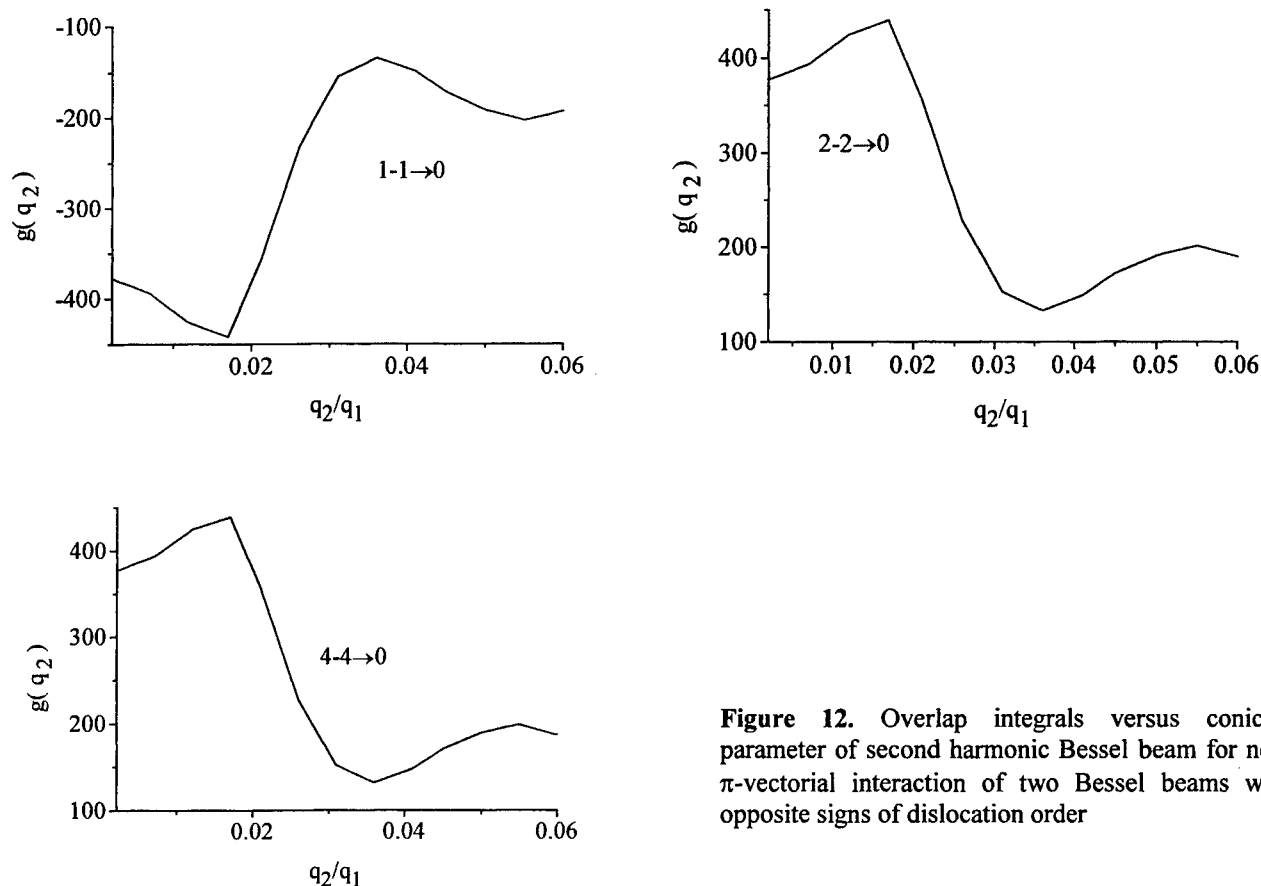 -100
-200
-300
-400
g( q2 )
1-1→0
0.02 0.04 0.06
q2/q1
400
300
200
100
g( q2 )
2-2→0
0.01 0.02 0.03 0.04 0.05 0.06
q2/q1
400
300
200
100
g( q2 )
4-4→0
0.02 0.04 0.06
q2/q1
Figure 12. Overlap integrals versus conic
parameter of second harmonic Bessel beam for
π-vectorial interaction of two Bessel beams
opposite signs of dislocation order